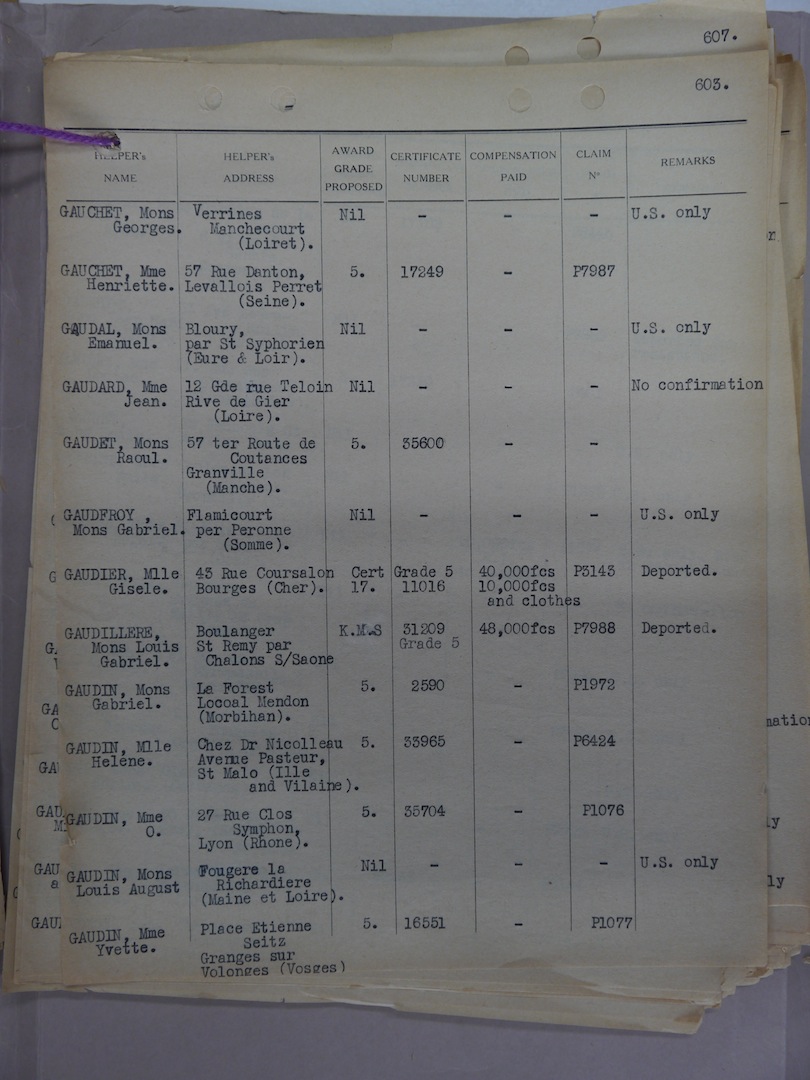 607.
603.
HELPER's NAME HELPER's ADDRESS AWARD GRADE PROPOSED CERTIFICATE NUMBER COMPENSATION PAID CLAIM N° REMARKS
GAUCHET, Mons Verrines Nil - - - U.S. only
Georges. Manchecourt
(Loiret).
GAUCHET, Mme 57 Rue Danton, 5. 17249 - P7987
Henriette. Levallois Perret
(Seine).
GAUDAL, Mons Bloury, Nil - - - U.S. only
Emanuel. par St Syphorien
(Eure & Loir).
GAUDARD, Mme 12 Gde rue Teloin Nil - - - No confirmation
Jean. Rive de Gier
(Loire).
GAUDET, Mons 57 ter Route de 5. 35600 - -
Raoul. Coutances
Granville
(Manche).
GAUDFROY , Flamicourt Nil - - - U.S. only
Mons Gabriel. per Peronne
(Somme).
GAUDIER, Mlle 43 Rue Coursalon Cert Grade 5 40,000fcs P3143 Deported.
Gisele. Bourges (Cher). 17. 11016 10,000fcs
and clothes
GAUDILLERE, Boulanger K.M.S 31209 48,000fcs P7988 Deported.
Mons Louis St Remy par Grade 5
Gabriel. Chalons S/Saone
GAUDIN, Mons La Forest 5. 2590 - P1972
Gabriel. Locoal Mendon
(Morbihan).
GAUDIN, Mlle Chez Dr Nicolleau 5. 33965 - P6424
Helene. Avenue Pasteur,
St Malo (Ille
and Vilaine).
GAUDIN, Mme 27 Rue Clos 5. 35704 - P1076
O. Symphon,
Lyon (Rhone).
GAUDIN, Mons Fougere la Nil - - - U.S. only
Louis August Richardiere
(Maine et Loire).
GAUDIN, Mme Place Etienne 5. 16551 - P1077
Yvette. Seitz
Granges sur
Volonges (Vosges)